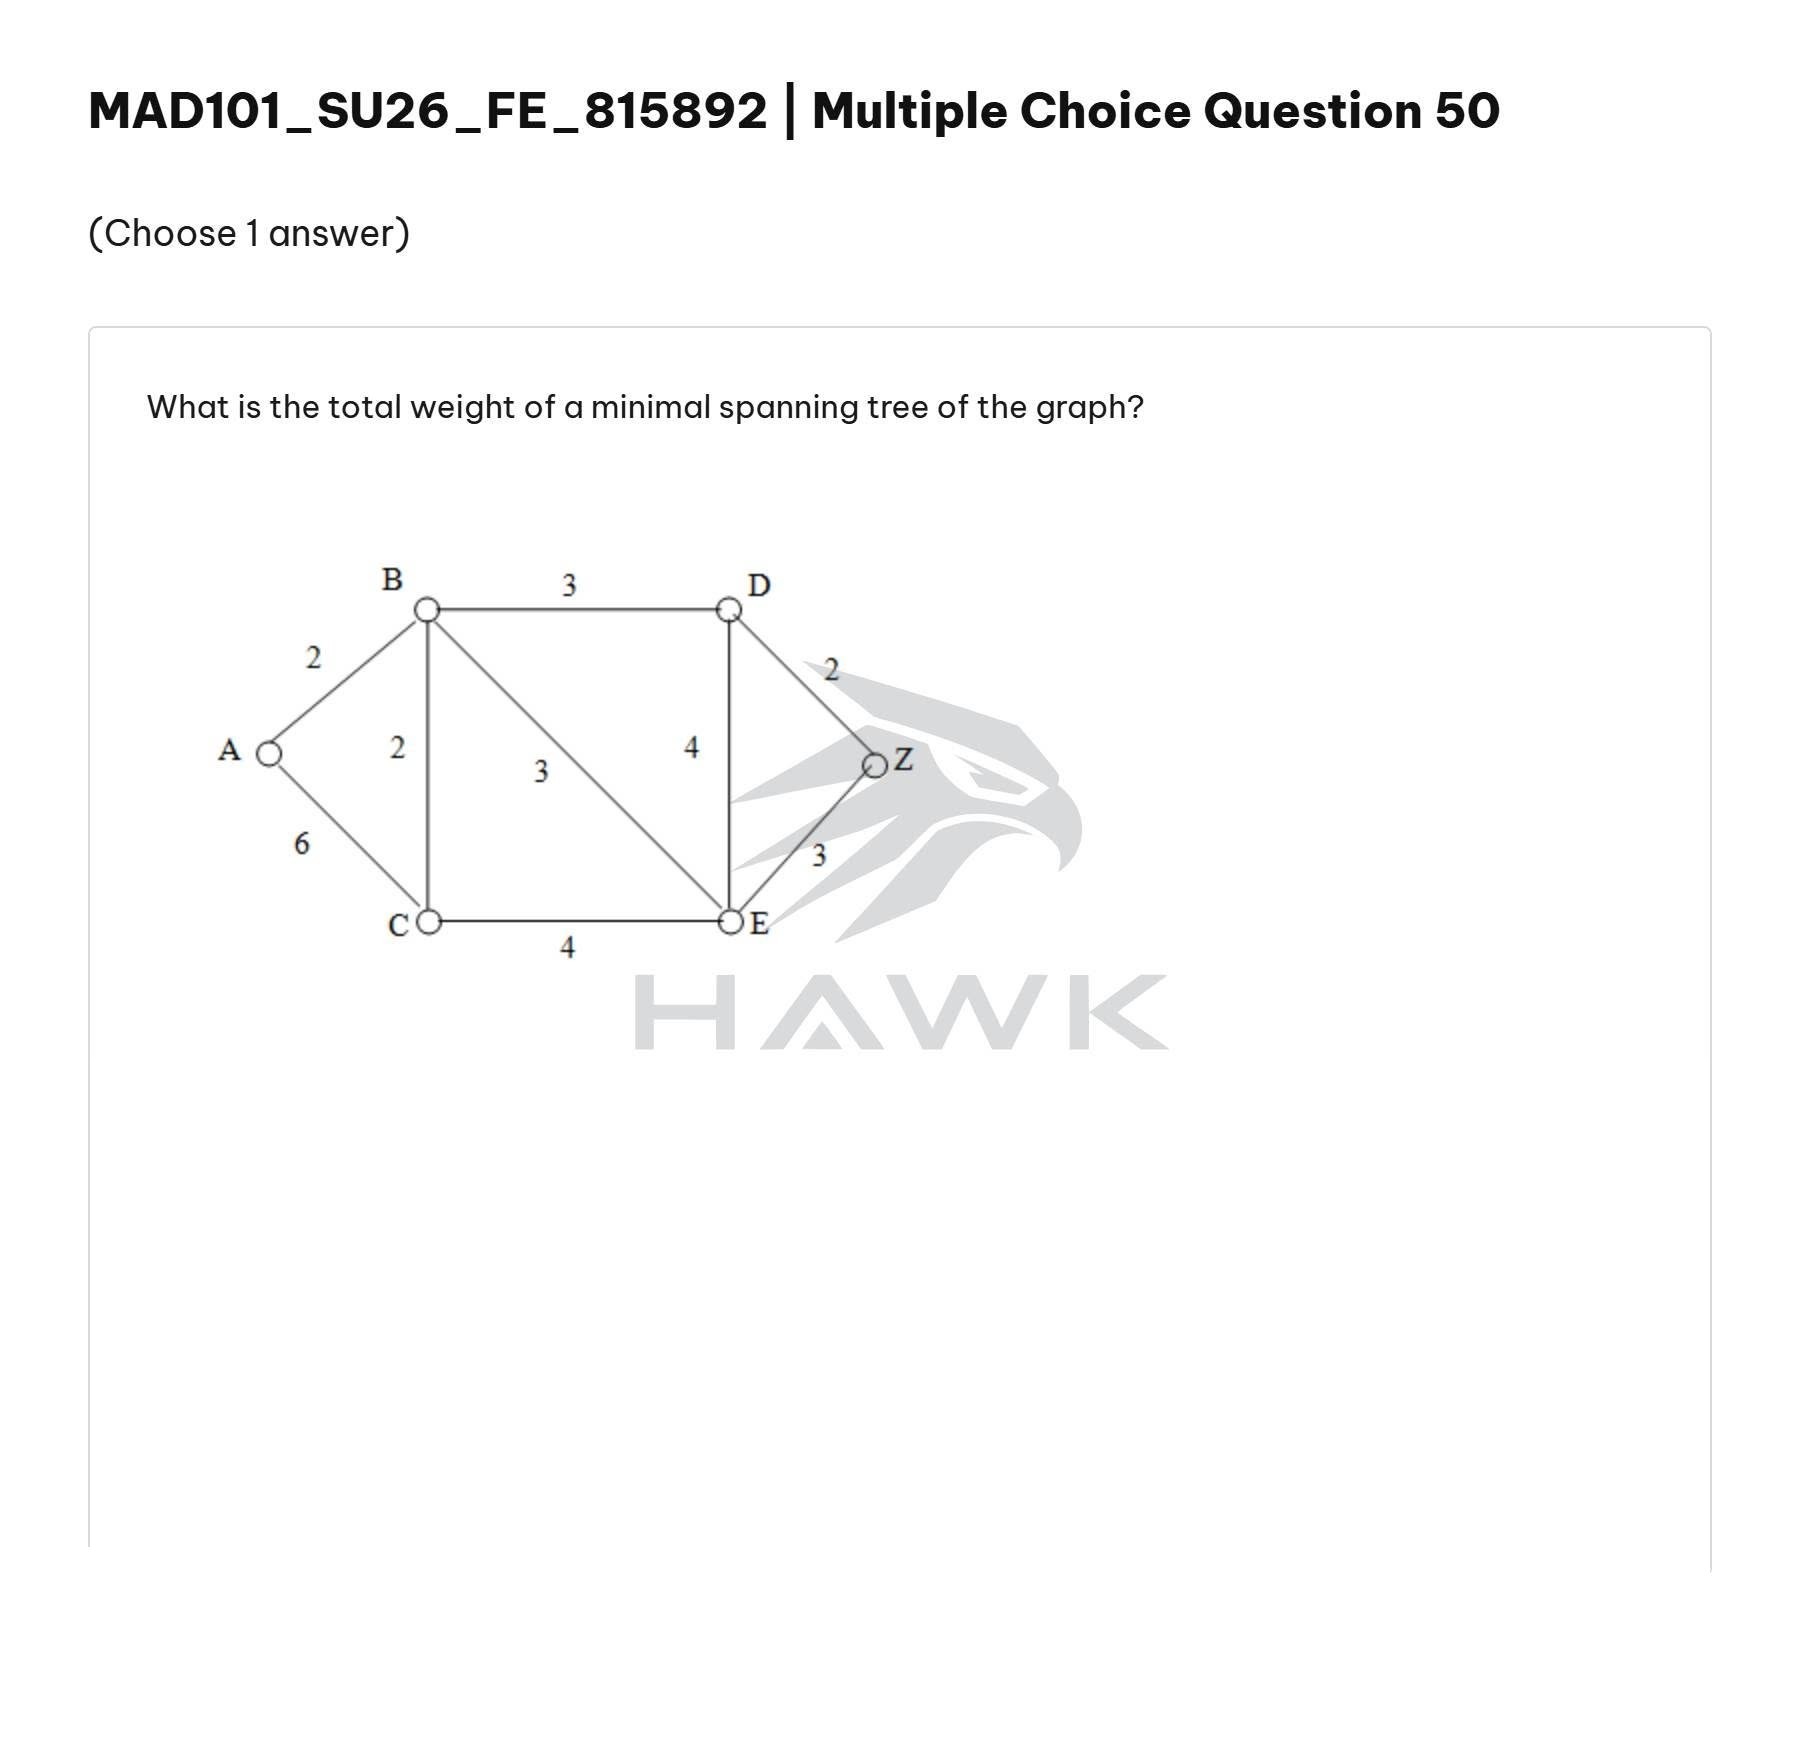 MAD101_SU26_FE_815892 | Multiple Choice Question 50
(Choose 1 answer)
What is the total weight of a minimal spanning tree of the graph?
B 3 D
2 2
A 2 3 4 Z
6 3
C E
4
HAWK